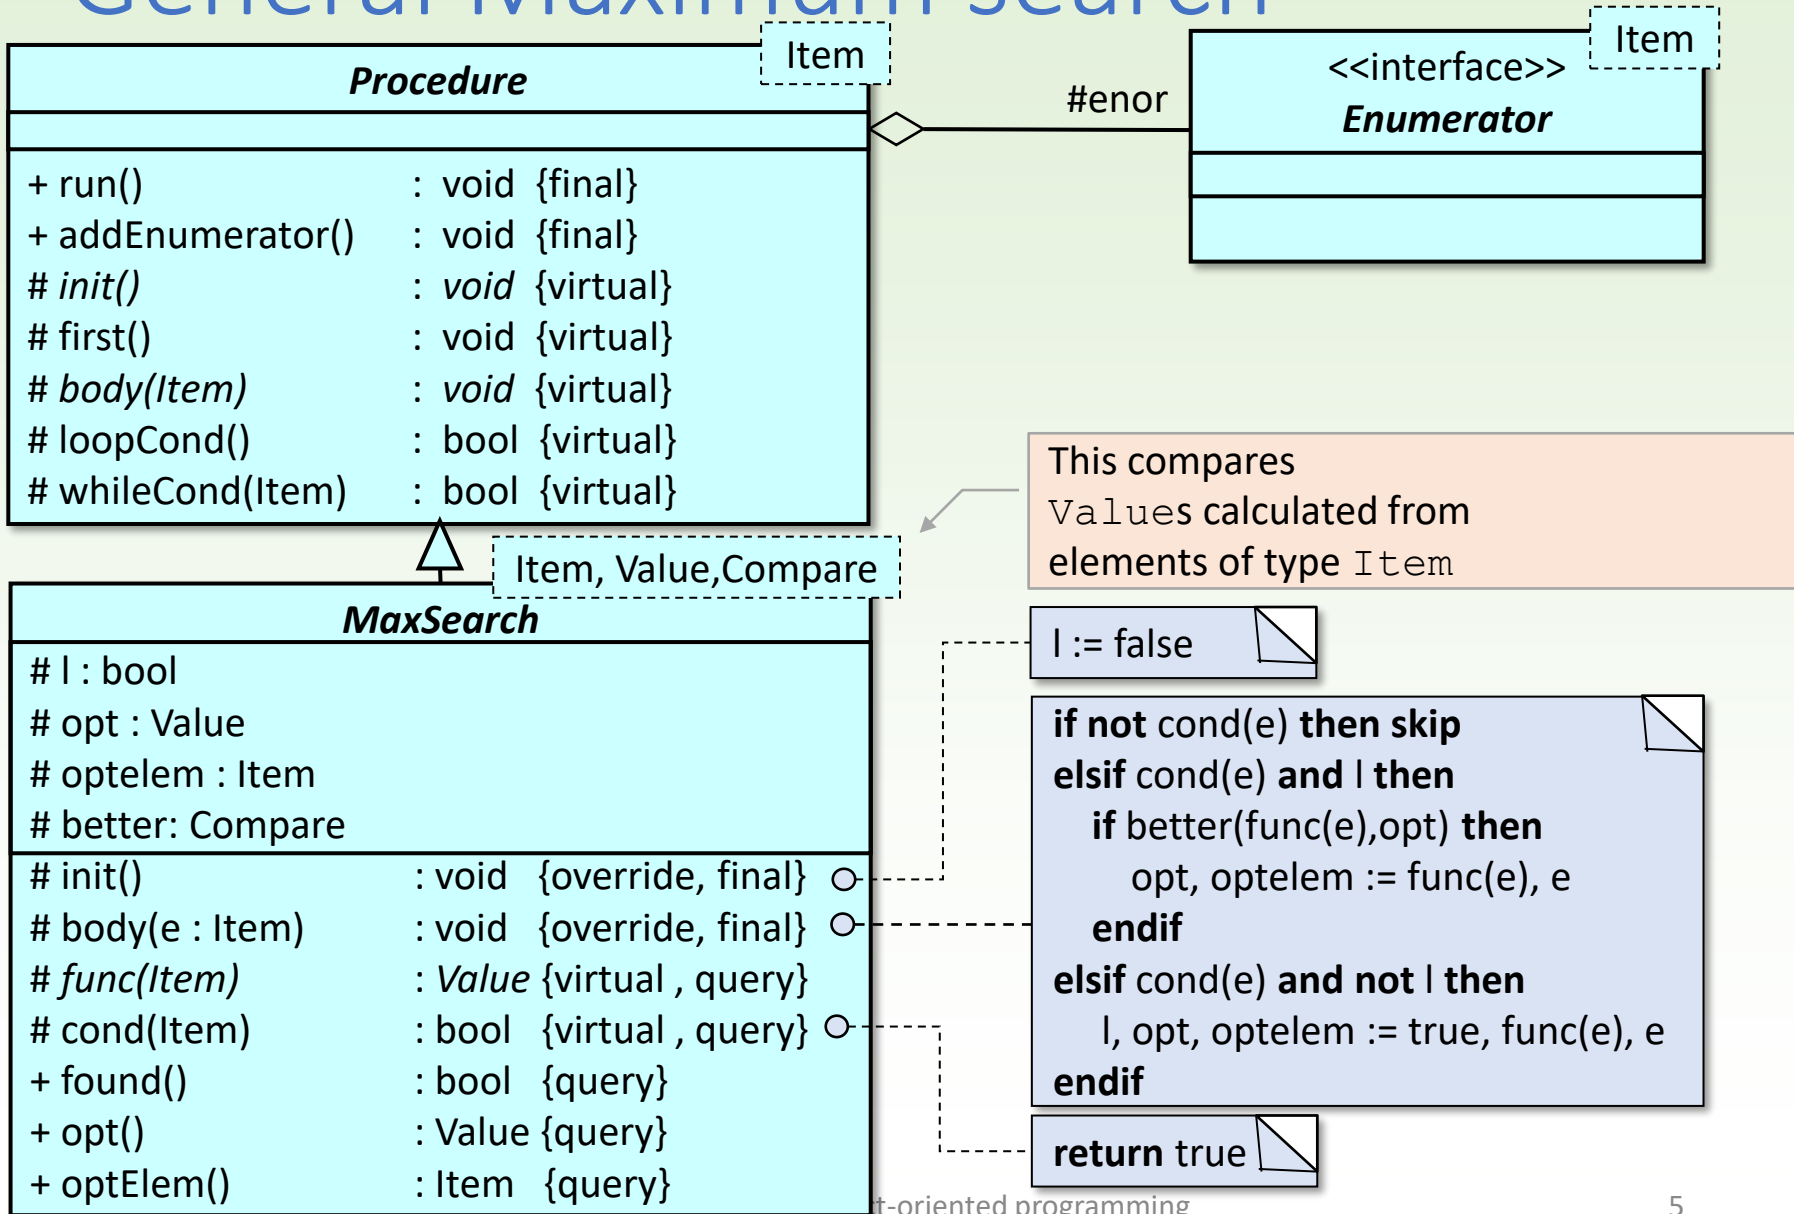 General Maximum search
Procedure
Item
+ run() : void {final}
+ addEnumerator() : void {final}
# init() : void {virtual}
# first() : void {virtual}
# body(Item) : void {virtual}
# loopCond() : bool {virtual}
# whileCond(Item) : bool {virtual}
#enor
Item
<<interface>>
Enumerator
This compares
Values calculated from
elements of type Item
Item, Value,Compare
MaxSearch
# l : bool
# opt : Value
# optelem : Item
# better: Compare
# init() : void {override, final}
# body(e : Item) : void {override, final}
# func(Item) : Value {virtual , query}
# cond(Item) : bool {virtual , query}
+ found() : bool {query}
+ opt() : Value {query}
+ optElem() : Item {query}
l := false
if not cond(e) then skip
elsif cond(e) and l then
if better(func(e),opt) then
opt, optelem := func(e), e
endif
elsif cond(e) and not l then
l, opt, optelem := true, func(e), e
endif
return true
t-oriented programming
5